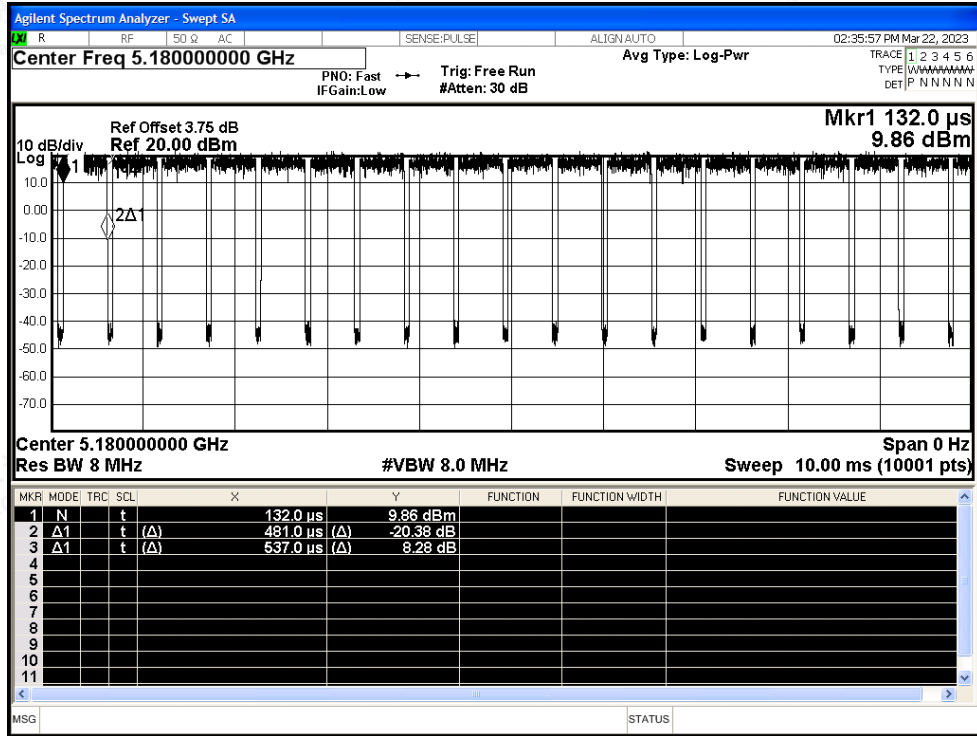 Agilent Spectrum Analyzer - Swept SA
LXI R RF 50 Ω AC SENSE:PULSE ALIGN AUTO 02:35:57 PM Mar 22, 2023
Center Freq 5.180000000 GHz Avg Type: Log-Pwr TRACE 1 2 3 4 5 6
PNO: Fast Trig: Free Run TYPE
IFGain:Low #Atten: 30 dB DET P N N N N N
Mkr1 132.0 µs
Ref Offset 3.75 dB
10 dB/div Ref 20.00 dBm 9.86 dBm
Log
1
10.0
0.00
2Δ1
-10.0
-20.0
-30.0
-40.0
-50.0
-60.0
-70.0
Center 5.180000000 GHz Span 0 Hz
Res BW 8 MHz #VBW 8.0 MHz Sweep 10.00 ms (10001 pts)
MKR MODE TRC SCL X Y FUNCTION FUNCTION WIDTH FUNCTION VALUE
1 N t 132.0 µs 9.86 dBm
2 Δ1 t (Δ) 481.0 µs (Δ) -20.38 dB
3 Δ1 t (Δ) 537.0 µs (Δ) 8.28 dB
4
5
6
7
8
9
10
11
MSG STATUS